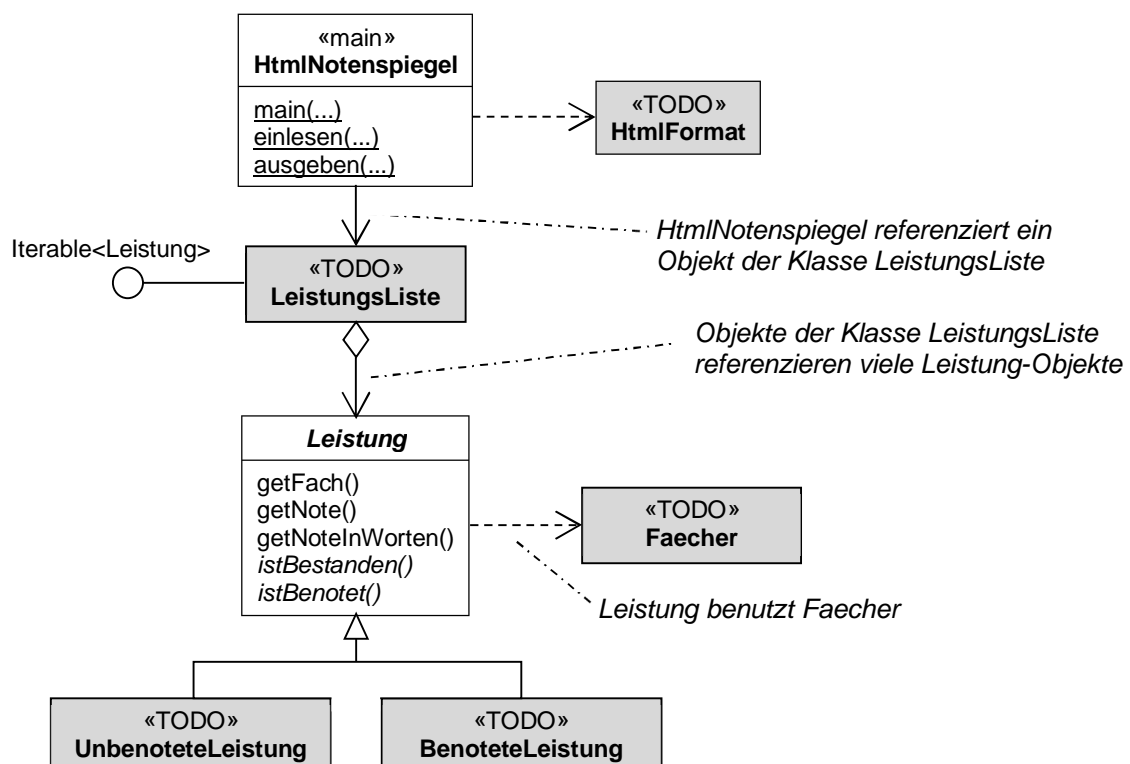 «main»
HtmlNotenspiegel
main(...)
einlesen(...)
ausgeben(...)
«TODO»
HtmlFormat
HtmlNotenspiegel referenziert ein
Objekt der Klasse LeistungsListe
Iterable<Leistung>
«TODO»
LeistungsListe
Objekte der Klasse LeistungsListe
referenzieren viele Leistung-Objekte
Leistung
getFach()
getNote()
getNoteInWorten()
istBestanden()
istBenotet()
«TODO»
Faecher
Leistung benutzt Faecher
«TODO»
UnbenoteteLeistung
«TODO»
BenoteteLeistung